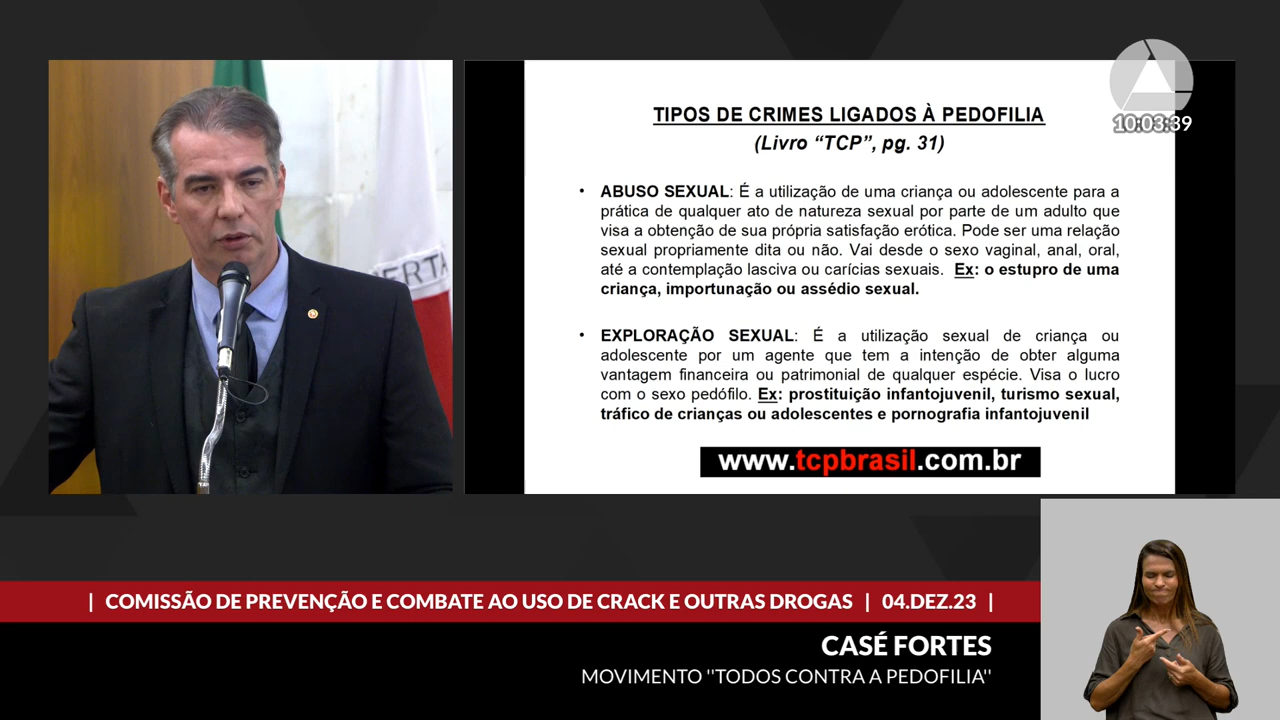 10:03:39
TIPOS DE CRIMES LIGADOS À PEDOFILIA
(Livro “TCP”, pg. 31)
• ABUSO SEXUAL: É a utilização de uma criança ou adolescente para a
prática de qualquer ato de natureza sexual por parte de um adulto que
visa a obtenção de sua própria satisfação erótica. Pode ser uma relação
sexual propriamente dita ou não. Vai desde o sexo vaginal, anal, oral,
até a contemplação lasciva ou carícias sexuais. Ex: o estupro de uma
criança, importunação ou assédio sexual.
• EXPLORAÇÃO SEXUAL: É a utilização sexual de criança ou
adolescente por um agente que tem a intenção de obter alguma
vantagem financeira ou patrimonial de qualquer espécie. Visa o lucro
com o sexo pedófilo. Ex: prostituição infantojuvenil, turismo sexual,
tráfico de crianças ou adolescentes e pornografia infantojuvenil
www.tcpbrasil.com.br
| COMISSÃO DE PREVENÇÃO E COMBATE AO USO DE CRACK E OUTRAS DROGAS | 04.DEZ.23 |
CASÉ FORTES
MOVIMENTO "TODOS CONTRA A PEDOFILIA"